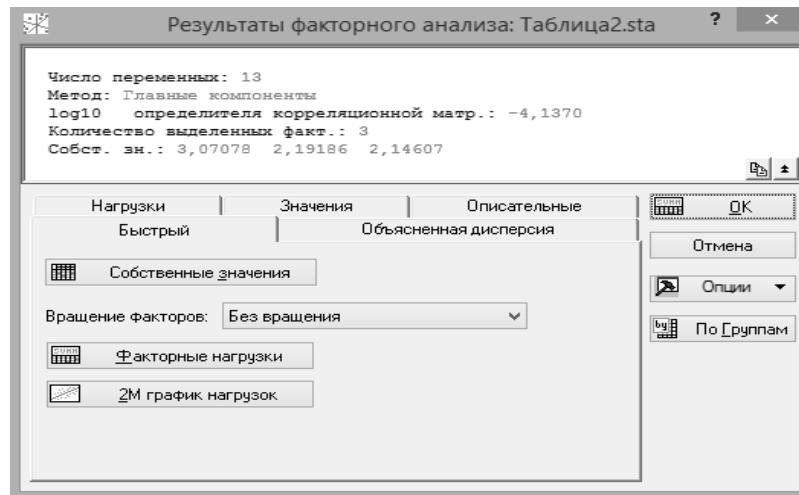 Результаты факторного анализа: Таблица2.sta ? ×
Число переменных: 13
Метод: Главные компоненты
log10 определителя корреляционной матр.: -4,1370
Количество выделенных факт.: 3
Собст. зн.: 3,07078 2,19186 2,14607
Нагрузки Значения Описательные
Быстрый Объясненная дисперсия
Собственные значения
Вращение факторов: Без вращения
Факторные нагрузки
2М график нагрузок
OK
Отмена
Опции
По Группам